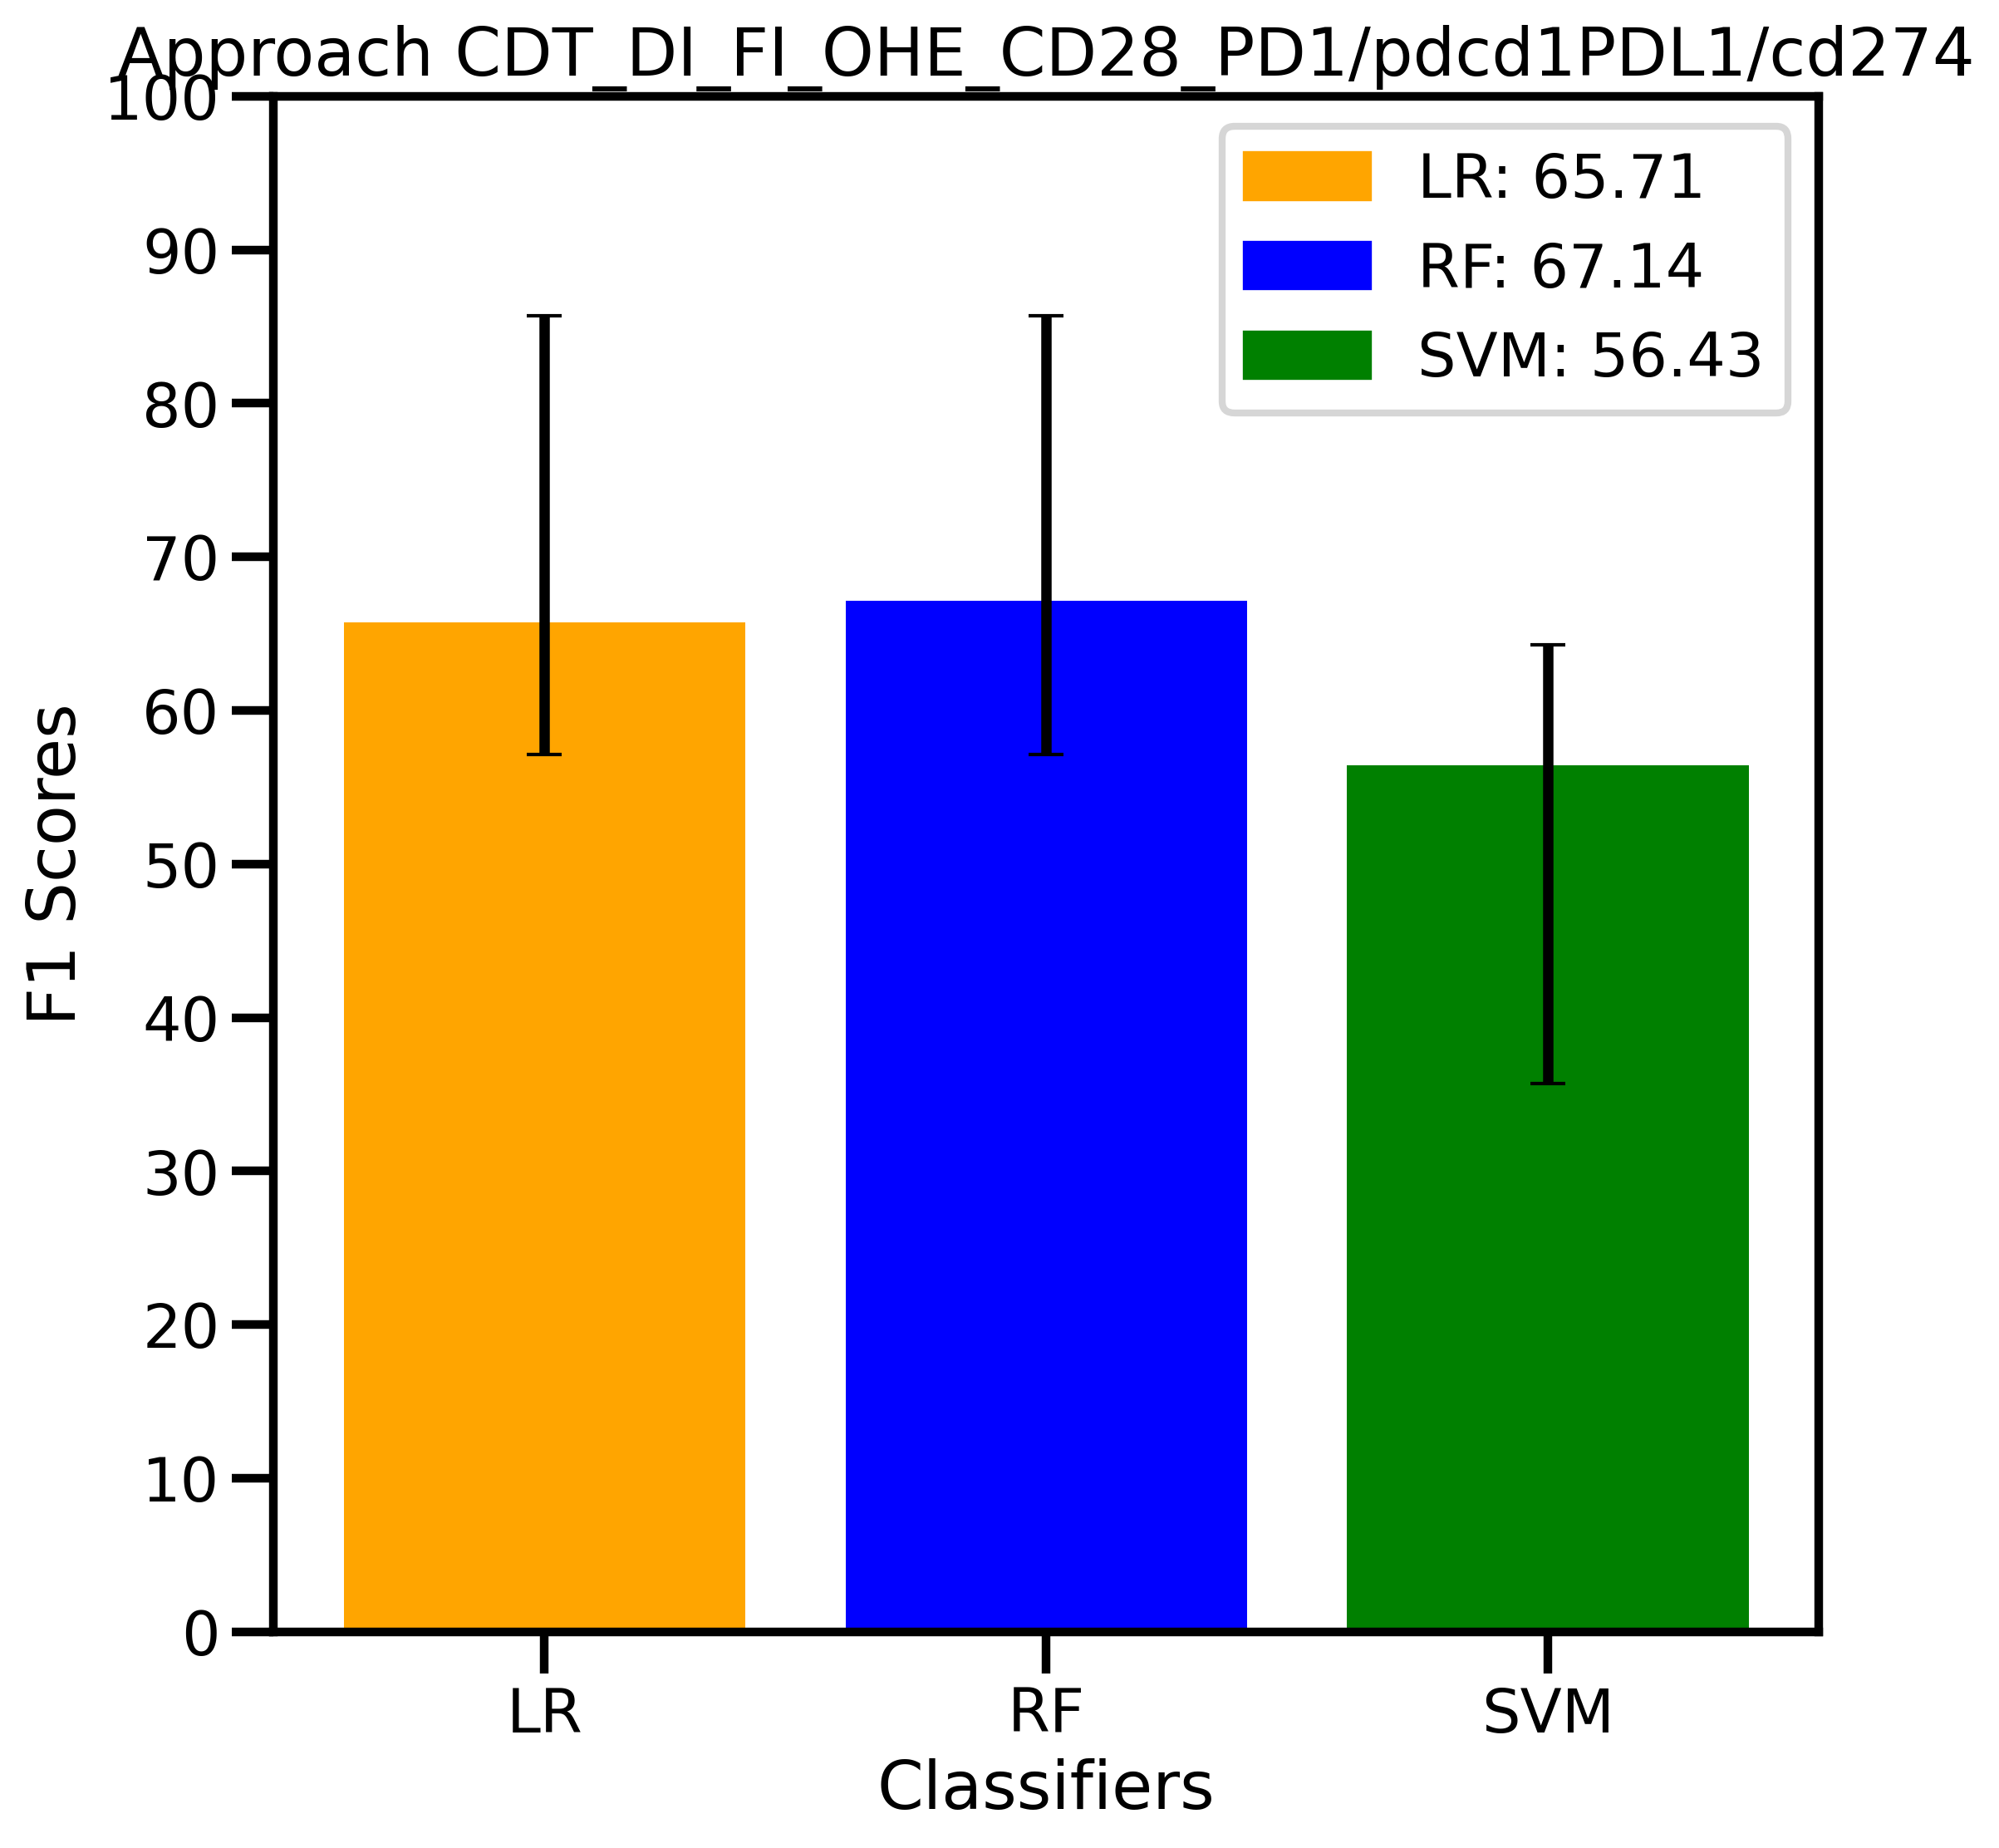 Approach CDT_DI_FI_OHE_CD28_PD1/pdcd1PDL1/cd274
100
90
80
70
60
50
40
30
20
10
0
F1 Scores
LR: 65.71
RF: 67.14
SVM: 56.43
LR
RF
SVM
Classifiers